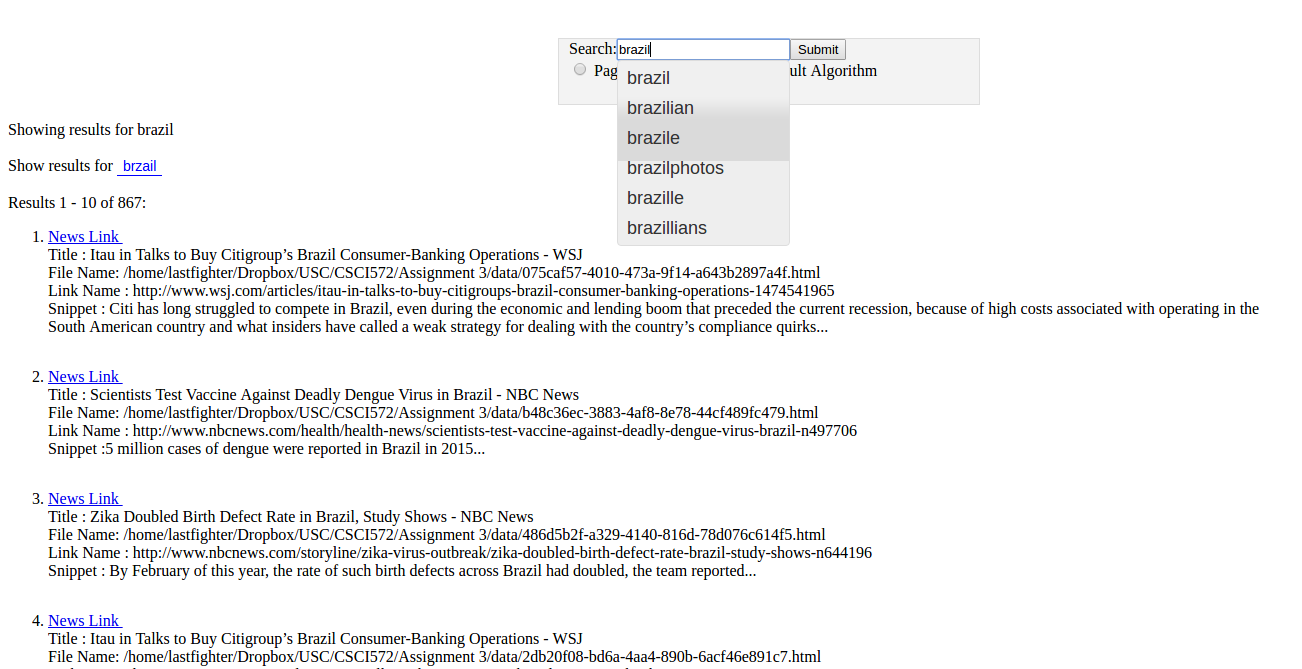 Search: brazil Submit
Pag ult Algorithm
brazil
brazilian
brazile
brazilphotos
brazille
brazillians
Showing results for brazil
Show results for brzail
Results 1 - 10 of 867:
1. News Link
Title : Itau in Talks to Buy Citigroup’s Brazil Consumer-Banking Operations - WSJ
File Name: /home/lastfighter/Dropbox/USC/CSCI572/Assignment 3/data/075caf57-4010-473a-9f14-a643b2897a4f.html
Link Name : http://www.wsj.com/articles/itau-in-talks-to-buy-citigroups-brazil-consumer-banking-operations-1474541965
Snippet : Citi has long struggled to compete in Brazil, even during the economic and lending boom that preceded the current recession, because of high costs associated with operating in the
South American country and what insiders have called a weak strategy for dealing with the country’s compliance quirks...
2. News Link
Title : Scientists Test Vaccine Against Deadly Dengue Virus in Brazil - NBC News
File Name: /home/lastfighter/Dropbox/USC/CSCI572/Assignment 3/data/b48c36ec-3883-4af8-8e78-44cf489fc479.html
Link Name : http://www.nbcnews.com/health/health-news/scientists-test-vaccine-against-deadly-dengue-virus-brazil-n497706
Snippet :5 million cases of dengue were reported in Brazil in 2015...
3. News Link
Title : Zika Doubled Birth Defect Rate in Brazil, Study Shows - NBC News
File Name: /home/lastfighter/Dropbox/USC/CSCI572/Assignment 3/data/486d5b2f-a329-4140-816d-78d076c614f5.html
Link Name : http://www.nbcnews.com/storyline/zika-virus-outbreak/zika-doubled-birth-defect-rate-brazil-study-shows-n644196
Snippet : By February of this year, the rate of such birth defects across Brazil had doubled, the team reported...
4. News Link
Title : Itau in Talks to Buy Citigroup’s Brazil Consumer-Banking Operations - WSJ
File Name: /home/lastfighter/Dropbox/USC/CSCI572/Assignment 3/data/2db20f08-bd6a-4aa4-890b-6acf46e891c7.html